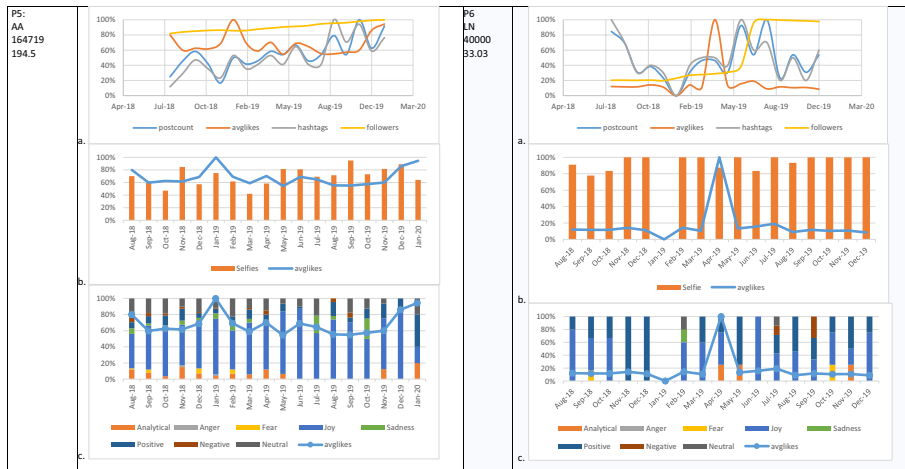 P5:
AA
164719
194.5
100%
80%
60%
40%
20%
0%
Apr-18 Jul-18 Oct-18 Jan-19 Feb-19 May-19 Aug-19 Dec-19 Mar-20
postcount avglikes hashtags followers
a.
100%
80%
60%
40%
20%
0%
Aug-18 Sep-18 Oct-18 Nov-18 Dec-18 Jan-19 Feb-19 Mar-19 Apr-19 May-19 Jun-19 Jul-19 Aug-19 Sep-19 Oct-19 Nov-19 Dec-19 Jan-20
Selfies avglikes
b.
100%
80%
60%
40%
20%
0%
Aug-18 Sep-18 Oct-18 Nov-18 Dec-18 Jan-19 Feb-19 Mar-19 Apr-19 May-19 Jun-19 Jul-19 Aug-19 Sep-19 Oct-19 Nov-19 Dec-19 Jan-20
Analytical Anger Fear Joy Sadness
Positive Negative Neutral avglikes
c.
P6
LN
40000
33.03
100%
80%
60%
40%
20%
0%
Apr-18 Jul-18 Oct-18 Feb-19 May-19 Aug-19 Dec-19 Mar-20
postcount avglikes hashtags followers
a.
100%
80%
60%
40%
20%
0%
Aug-18 Sep-18 Oct-18 Nov-18 Dec-18 Jan-19 Feb-19 Mar-19 Apr-19 May-19 Jun-19 Jul-19 Aug-19 Sep-19 Oct-19 Nov-19 Dec-19
Selfie avglikes
b.
100%
80%
60%
40%
20%
0%
Aug-18 Sep-18 Oct-18 Nov-18 Dec-18 Jan-19 Feb-19 Mar-19 Apr-19 May-19 Jun-19 Jul-19 Aug-19 Sep-19 Oct-19 Nov-19 Dec-19
Analytical Anger Fear Joy Sadness
Positive Negative Neutral avglikes
c.